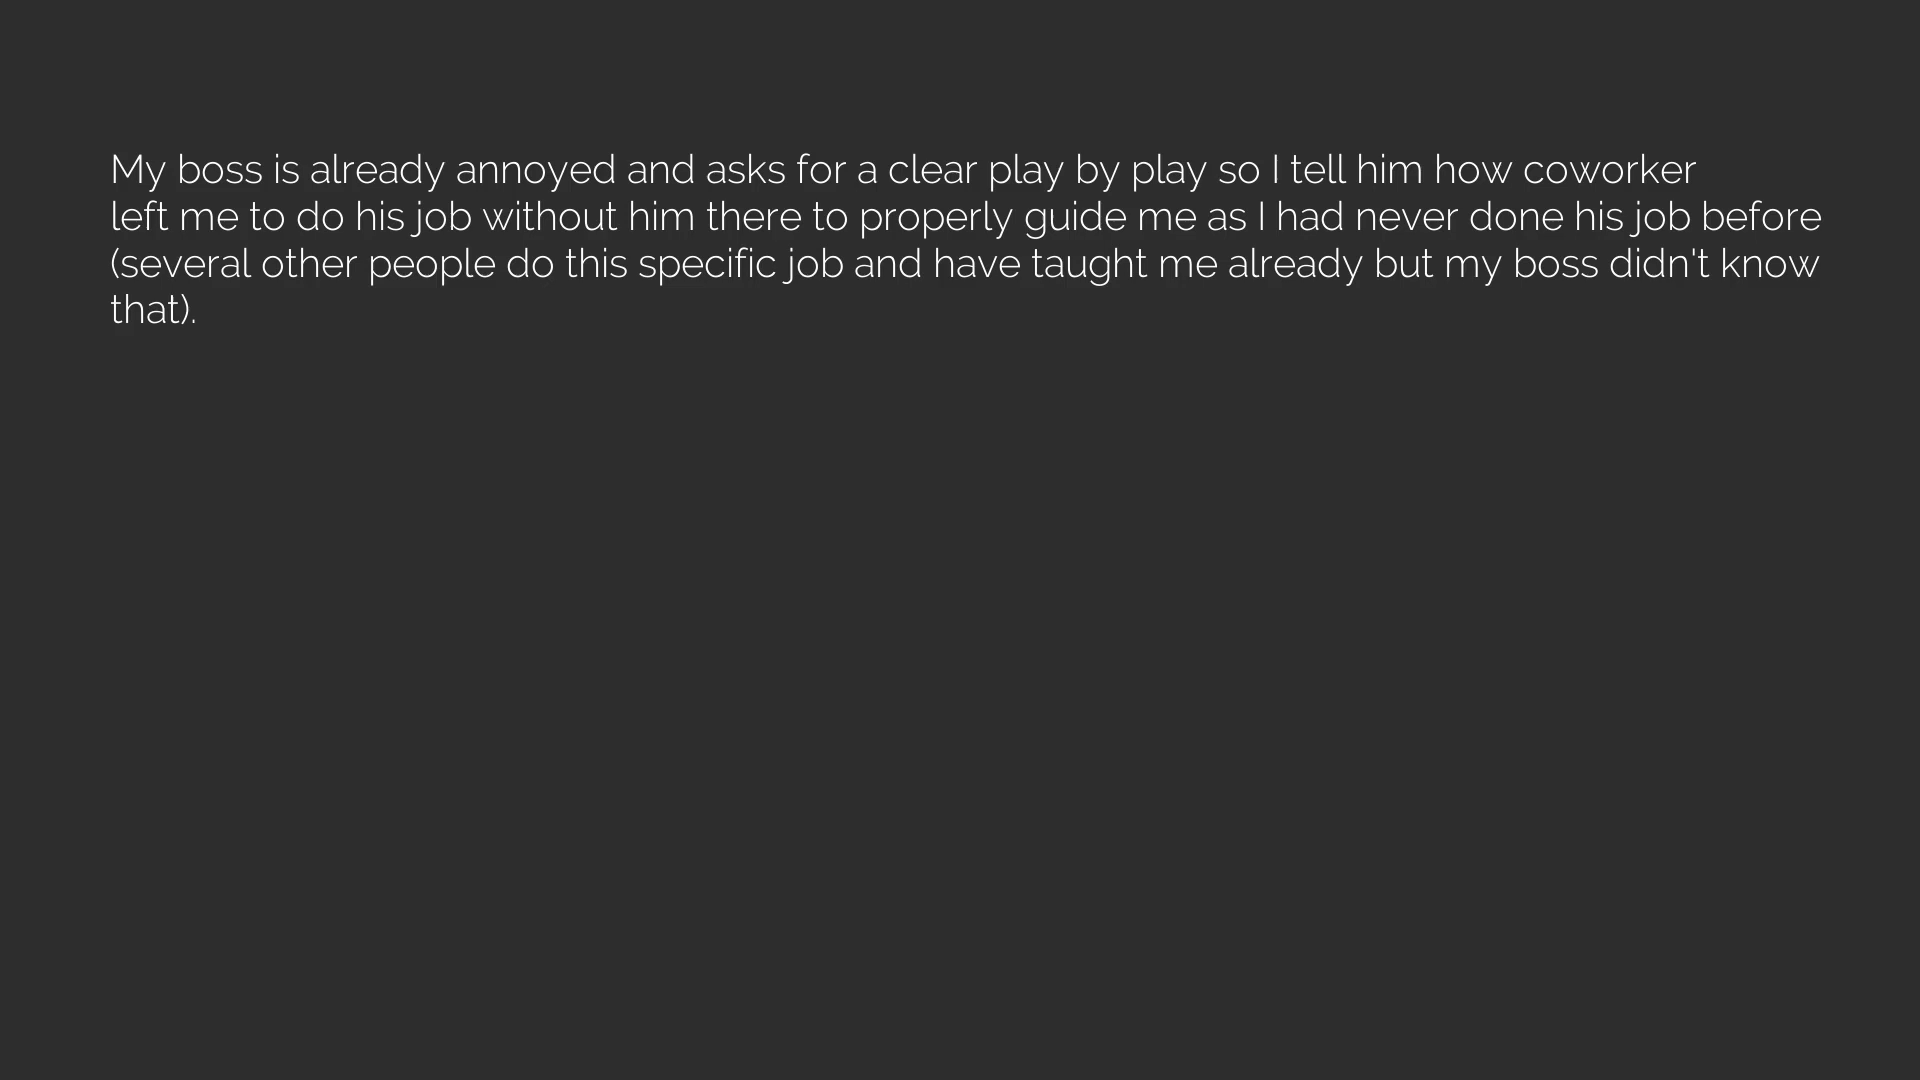 My boss is already annoyed and asks for a clear play by play so I tell him how coworker
left me to do his job without him there to properly guide me as I had never done his job before
(several other people do this specific job and have taught me already but my boss didn't know
that).